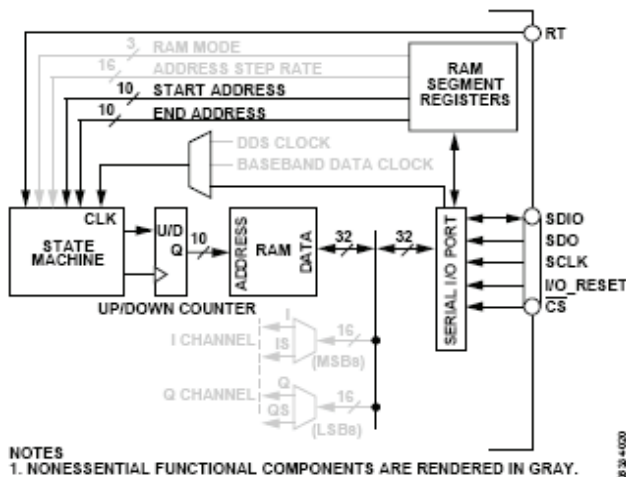 RT
3 RAM MODE
16 ADDRESS STEP RATE
10 START ADDRESS
10 END ADDRESS
RAM SEGMENT REGISTERS
DDS CLOCK
BASEBAND DATA CLOCK
CLK
STATE MACHINE
U/D
Q
10
ADDRESS
RAM
DATA
32
32
SERIAL I/O PORT
SDIO
SDO
SCLK
I/O_RESET
CS
UP/DOWN COUNTER
I CHANNEL
I
IS
16
(MSBs)
Q CHANNEL
Q
QS
16
(LSBs)
NOTES
1. NONESSENTIAL FUNCTIONAL COMPONENTS ARE RENDERED IN GRAY.